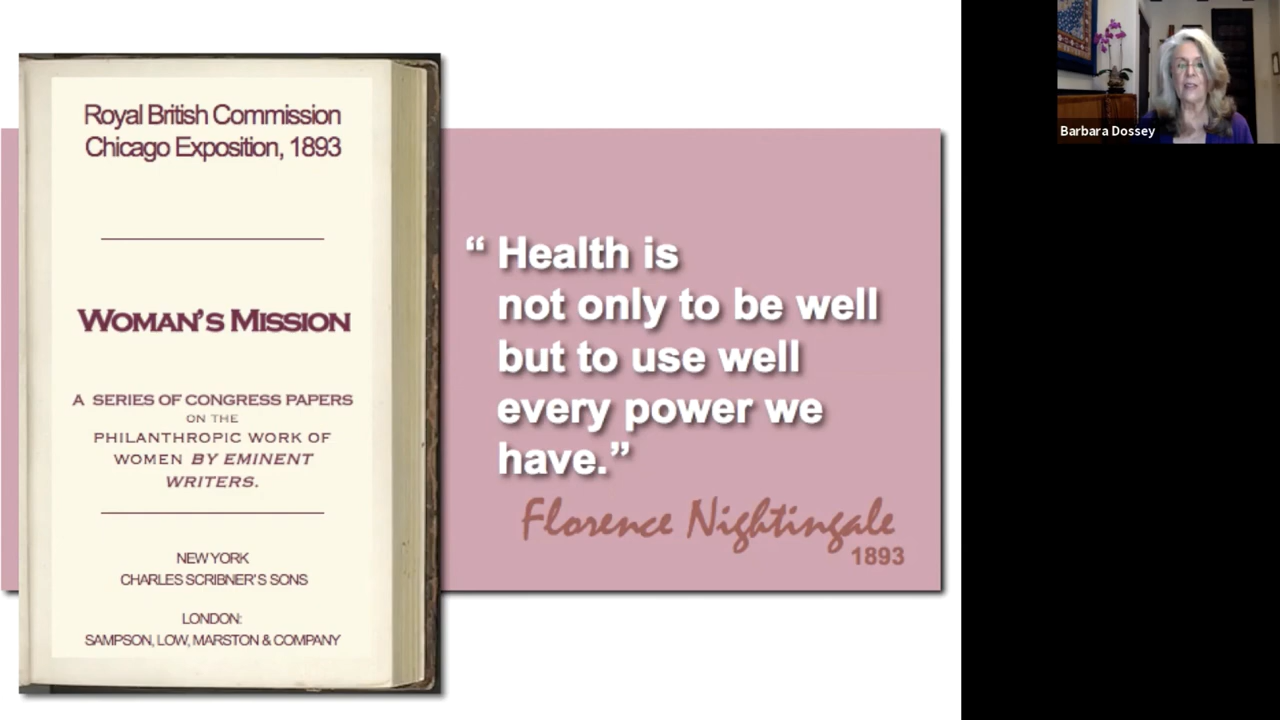 Royal British Commission
Chicago Exposition, 1893
WOMAN'S MISSION
A SERIES OF CONGRESS PAPERS
ON THE
PHILANTHROPIC WORK OF
WOMEN BY EMINENT
WRITERS.
NEW YORK
CHARLES SCRIBNER'S SONS
LONDON:
SAMPSON, LOW, MARSTON & COMPANY
“ Health is
not only to be well
but to use well
every power we
have.”
Florence Nightingale
1893
Barbara Dossey